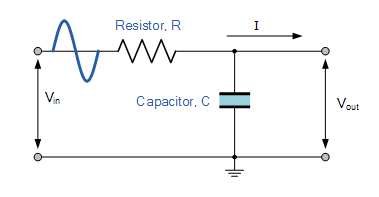 Resistor, R
I
Vin
Capacitor, C
Vout